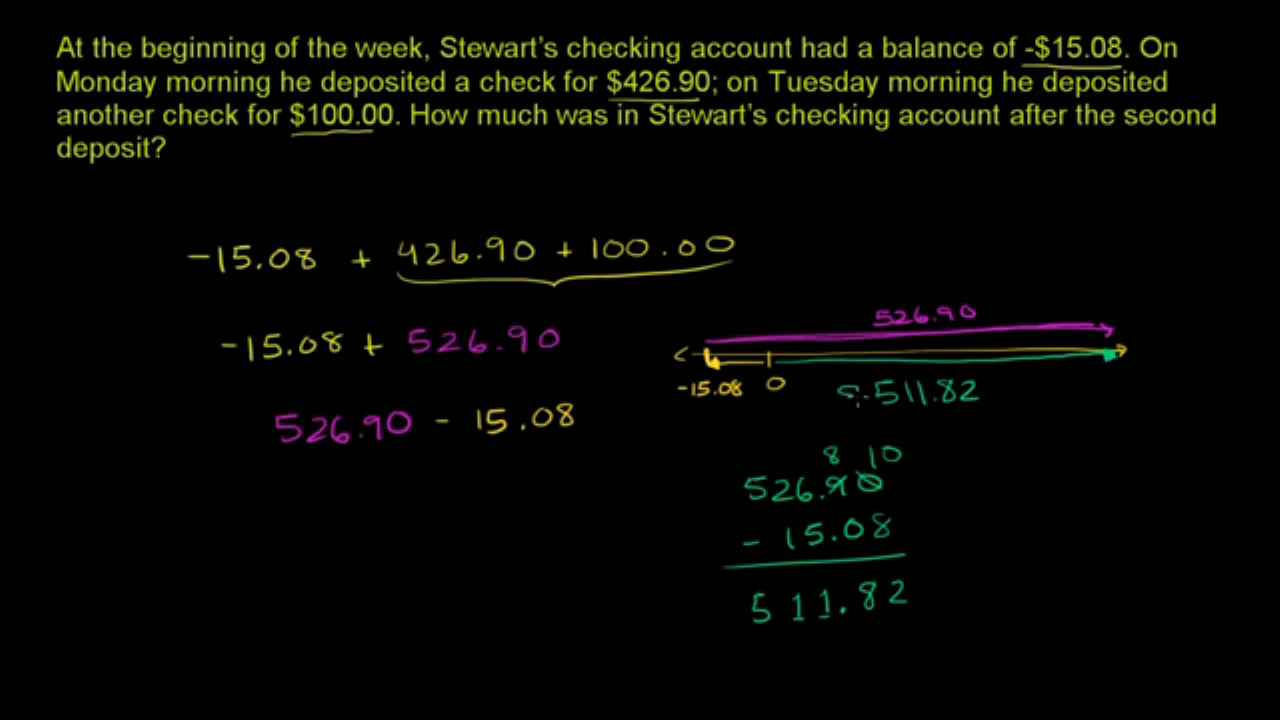 At the beginning of the week, Stewart's checking account had a balance of -$15.08. On
Monday morning he deposited a check for $426.90; on Tuesday morning he deposited
another check for $100.00. How much was in Stewart's checking account after the second
deposit?
-15.08 + 426.90 + 100.00
526.90
-15.08 + 526.90
-15.08 0 511.82
526.90 - 15.08
8 10
526.90
- 15.08
511.82